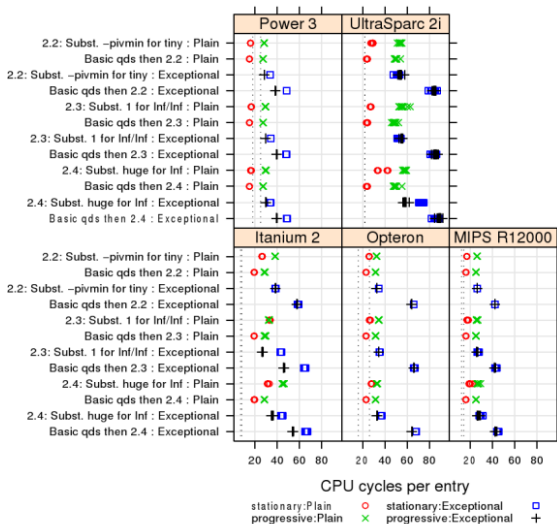 Power 3 UltraSparc 2i
2.2: Subst. -pivmin for tiny : Plain
Basic qds then 2.2 : Plain
2.2: Subst. -pivmin for tiny : Exceptional
Basic qds then 2.2 : Exceptional
2.3: Subst. 1 for Inf/Inf : Plain
Basic qds then 2.3 : Plain
2.3: Subst. 1 for Inf/Inf : Exceptional
Basic qds then 2.3 : Exceptional
2.4: Subst. huge for Inf : Plain
Basic qds then 2.4 : Plain
2.4: Subst. huge for Inf : Exceptional
Basic qds then 2.4 : Exceptional
Itanium 2 Opteron MIPS R12000
2.2: Subst. -pivmin for tiny : Plain
Basic qds then 2.2 : Plain
2.2: Subst. -pivmin for tiny : Exceptional
Basic qds then 2.2 : Exceptional
2.3: Subst. 1 for Inf/Inf : Plain
Basic qds then 2.3 : Plain
2.3: Subst. 1 for Inf/Inf : Exceptional
Basic qds then 2.3 : Exceptional
2.4: Subst. huge for Inf : Plain
Basic qds then 2.4 : Plain
2.4: Subst. huge for Inf : Exceptional
Basic qds then 2.4 : Exceptional
20 40 60 80 20 40 60 80 20 40 60 80
CPU cycles per entry
stationary:Plain stationary:Exceptional
progressive:Plain progressive:Exceptional